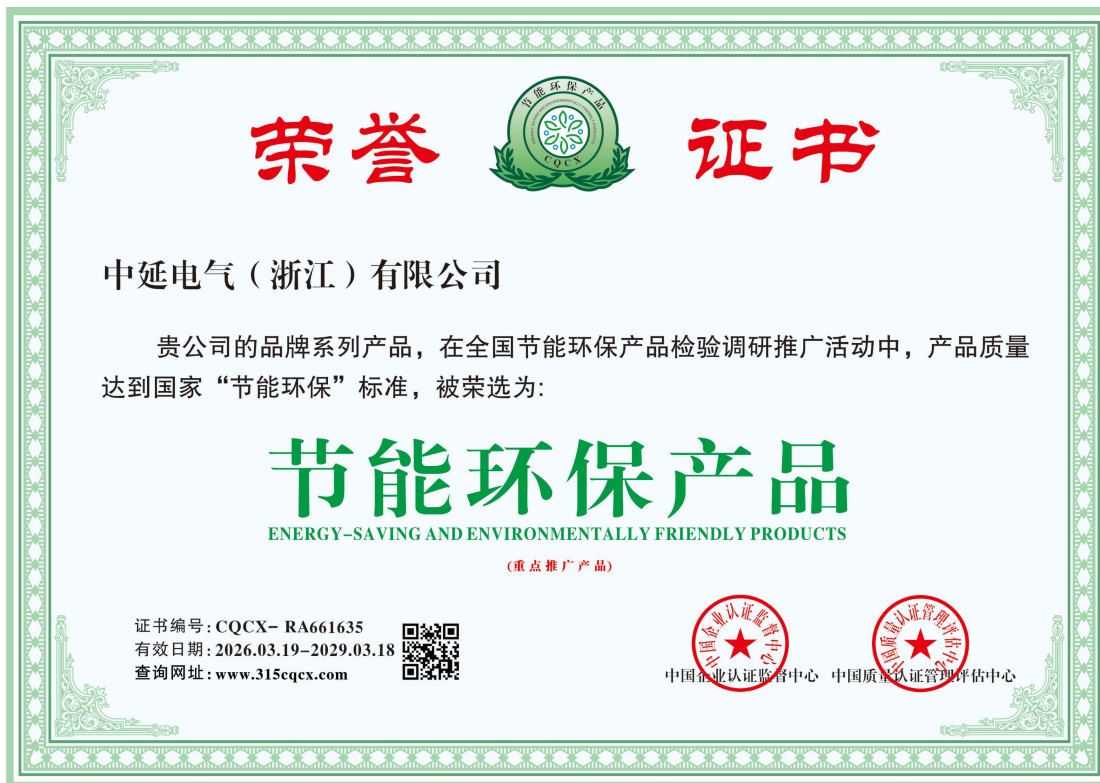 节能环保产品
CQCX
荣誉 证书
中延电气（浙江）有限公司
贵公司的品牌系列产品，在全国节能环保产品检验调研推广活动中，产品质量
达到国家“节能环保”标准，被荣选为:
节能环保产品
ENERGY-SAVING AND ENVIRONMENTALLY FRIENDLY PRODUCTS
(重点推广产品)
证书编号: CQCX- RA661635
有效日期: 2026.03.19-2029.03.18
查询网址: www.315cqcx.com
中国企业认证监督中心
中国质量认证管理评估中心
中国企业认证监督中心 中国质量认证管理评估中心